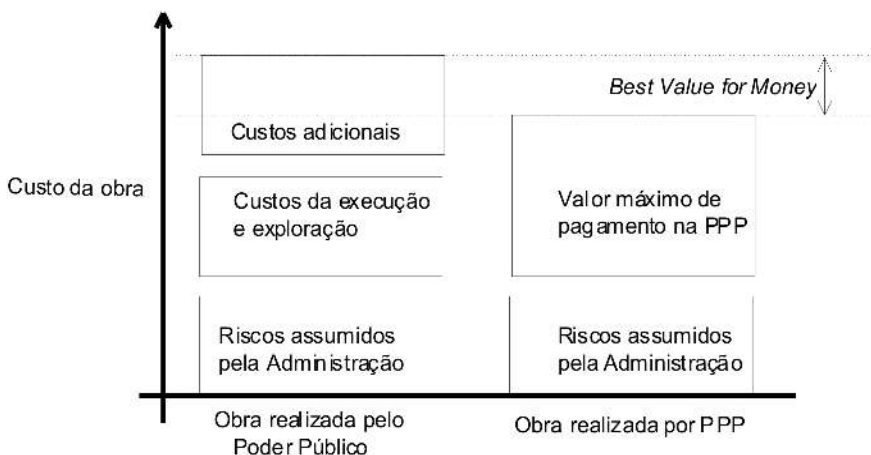 Best Value for Money
Custos adicionais
Custo da obra
Custos da execução
e exploração
Valor máximo de
pagamento na PPP
Riscos assumidos
pela Administração
Riscos assumidos
pela Administração
Obra realizada pelo
Poder Público
Obra realizada por PPP